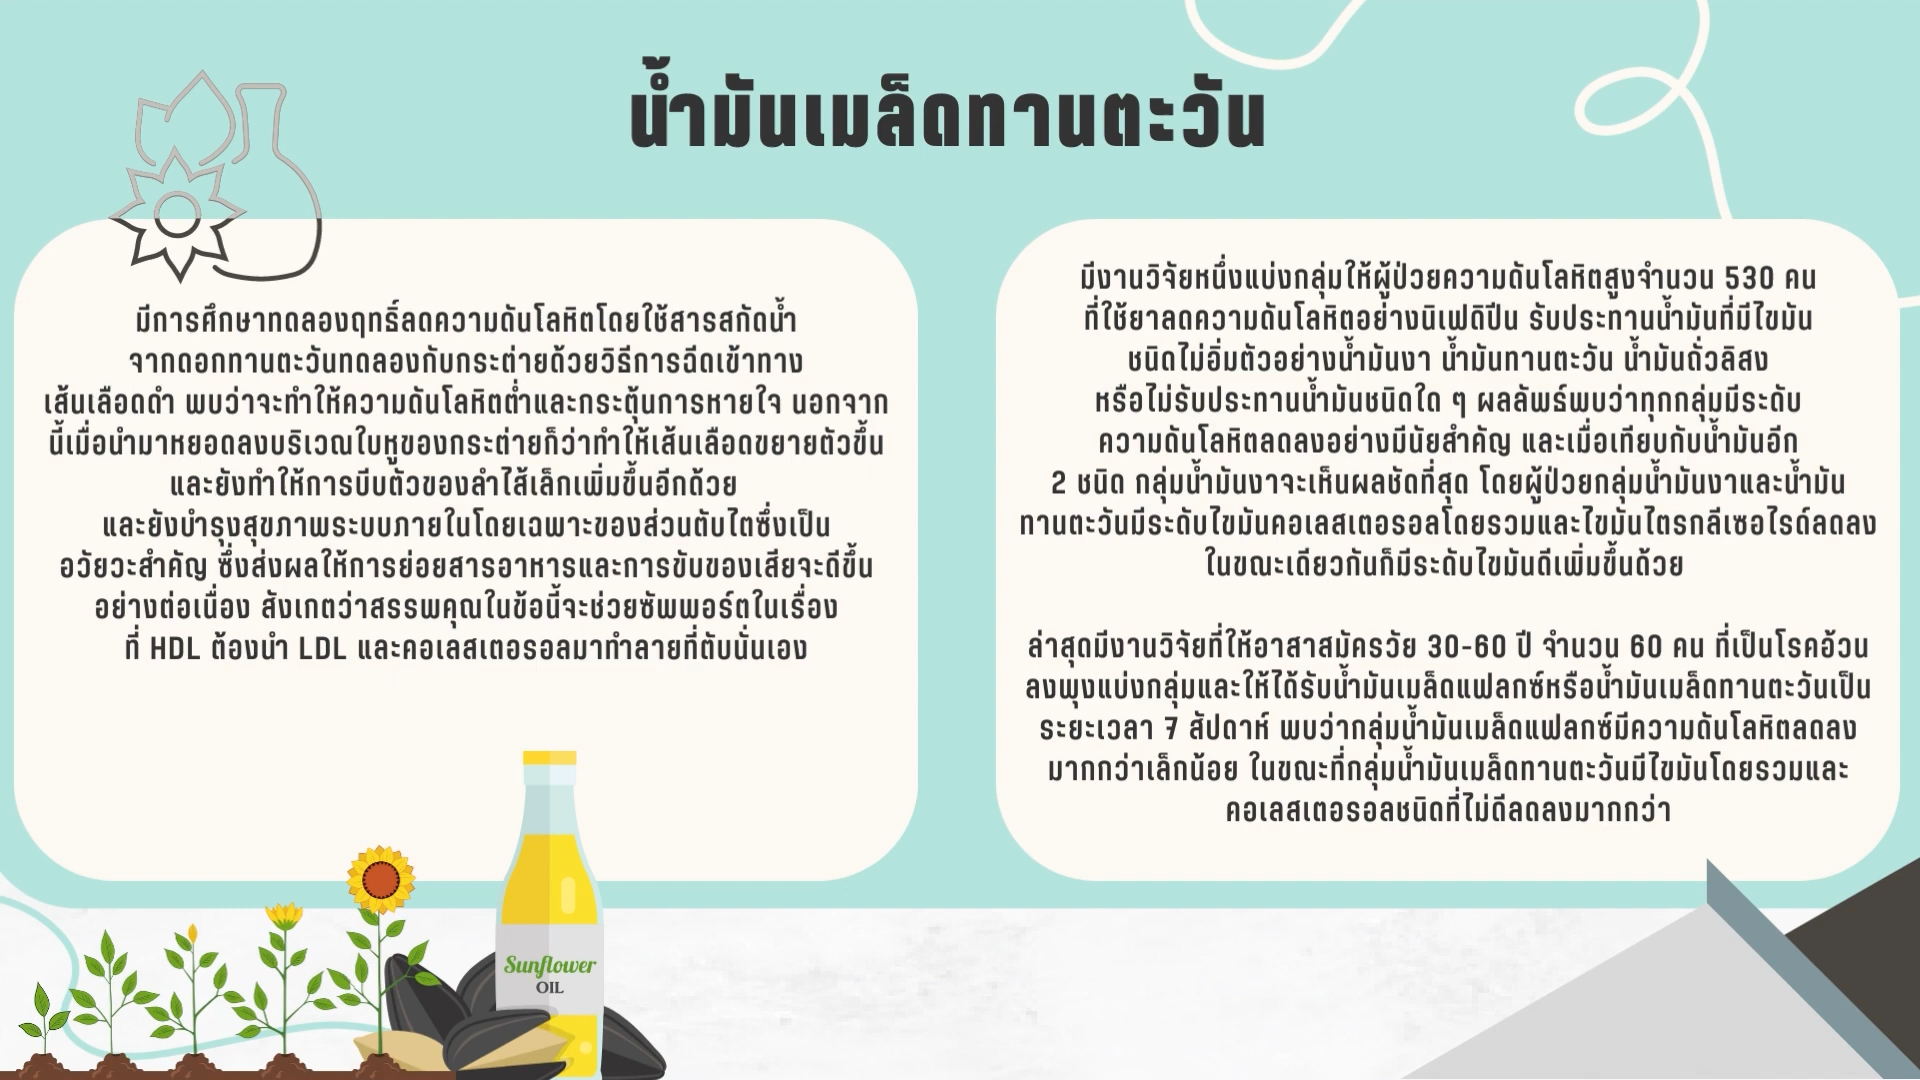 น้ำมันเมล็ดทานตะวัน
มีการศึกษาทดลองฤทธิ์ลดความดันโลหิตโดยใช้สารสกัดน้ำ
จากดอกทานตะวันทดลองกับกระต่ายด้วยวิธีการฉีดเข้าทาง
เส้นเลือดดำ พบว่าจะทำให้ความดันโลหิตต่ำและกระตุ้นการหายใจ นอกจาก
นี้เมื่อนำมาหยอดลงบริเวณใบหูของกระต่ายก็ว่าทำให้เส้นเลือดขยายตัวขึ้น
และยังทำให้การบีบตัวของลำไส้เล็กเพิ่มขึ้นอีกด้วย
และยังบำรุงสุขภาพระบบภายในโดยเฉพาะของส่วนตับไตซึ่งเป็น
อวัยวะสำคัญ ซึ่งส่งผลให้การย่อยสารอาหารและการขับของเสียจะดีขึ้น
อย่างต่อเนื่อง สังเกตว่าสรรพคุณในข้อนี้จะช่วยซัพพอร์ตในเรื่อง
ที่ HDL ต้องนำ LDL และคอเลสเตอรอลมาทำลายที่ตับนั่นเอง
มีงานวิจัยหนึ่งแบ่งกลุ่มให้ผู้ป่วยความดันโลหิตสูงจำนวน 530 คน
ที่ใช้ยาลดความดันโลหิตอย่างนิเฟดิปีน รับประทานน้ำมันที่มีไขมัน
ชนิดไม่อิ่มตัวอย่างน้ำมันงา น้ำมันทานตะวัน น้ำมันถั่วลิสง
หรือไม่รับประทานน้ำมันชนิดใด ๆ ผลลัพธ์พบว่าทุกกลุ่มมีระดับ
ความดันโลหิตลดลงอย่างมีนัยสำคัญ และเมื่อเทียบกับน้ำมันอีก
2 ชนิด กลุ่มน้ำมันงาจะเห็นผลชัดที่สุด โดยผู้ป่วยกลุ่มน้ำมันงาและน้ำมัน
ทานตะวันมีระดับไขมันคอเลสเตอรอลโดยรวมและไขมันไตรกลีเซอไรด์ลดลง
ในขณะเดียวกันก็มีระดับไขมันดีเพิ่มขึ้นด้วย
ล่าสุดมีงานวิจัยที่ให้อาสาสมัครวัย 30-60 ปี จำนวน 60 คน ที่เป็นโรคอ้วน
ลงพุงแบ่งกลุ่มและให้ได้รับน้ำมันเมล็ดแฟลกซ์หรือน้ำมันเมล็ดทานตะวันเป็น
ระยะเวลา 7 สัปดาห์ พบว่ากลุ่มน้ำมันเมล็ดแฟลกซ์มีความดันโลหิตลดลง
มากกว่าเล็กน้อย ในขณะที่กลุ่มน้ำมันเมล็ดทานตะวันมีไขมันโดยรวมและ
คอเลสเตอรอลชนิดที่ไม่ดีลดลงมากกว่า
Sunflower
OIL